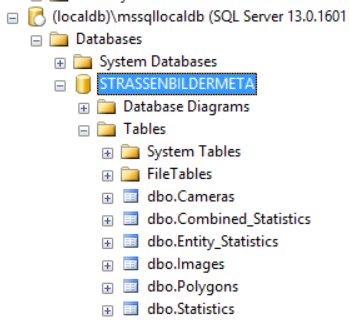 (localdb)\mssqllocaldb (SQL Server 13.0.1601
Databases
System Databases
STRASSENBILDERMETA
Database Diagrams
Tables
System Tables
FileTables
dbo.Cameras
dbo.Combined_Statistics
dbo.Entity_Statistics
dbo.Images
dbo.Polygons
dbo.Statistics